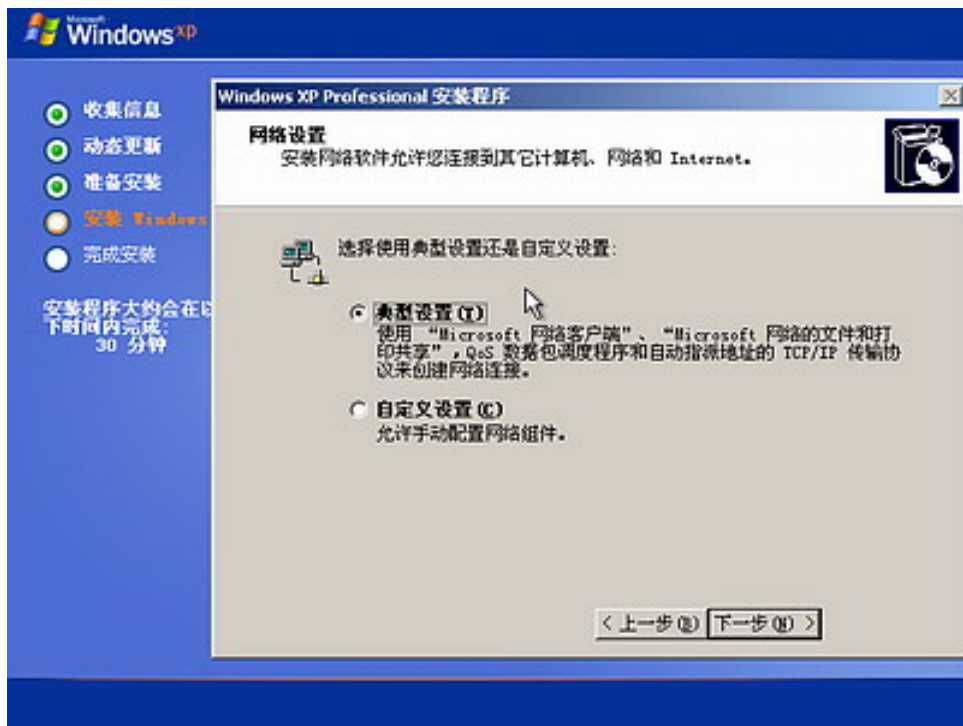 Microsoft
Windows xp
收集信息
动态更新
准备安装
安装 Windows
完成安装
安装程序大约会在以
下时间内完成:
30 分钟
Windows XP Professional 安装程序
网络设置
安装网络软件允许您连接到其它计算机、网络和 Internet。
选择使用典型设置还是自定义设置:
典型设置(T)
使用 “Microsoft 网络客户端”、“Microsoft 网络的文件和打
印共享”,QoS 数据包调度程序和自动指派地址的 TCP/IP 传输协
议来创建网络连接。
自定义设置(C)
允许手动配置网络组件。
< 上一步(B) 下一步(N) >